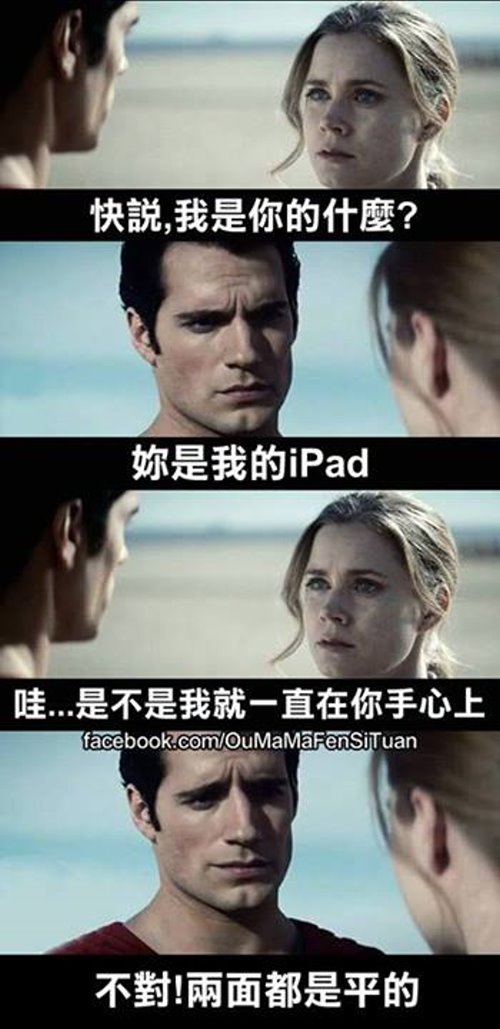 快説,我是你的什麼?
妳是我的iPad
哇...是不是我就一直在你手心上
facebook.com/OuMaMaFenSiTuan
不對!兩面都是平的